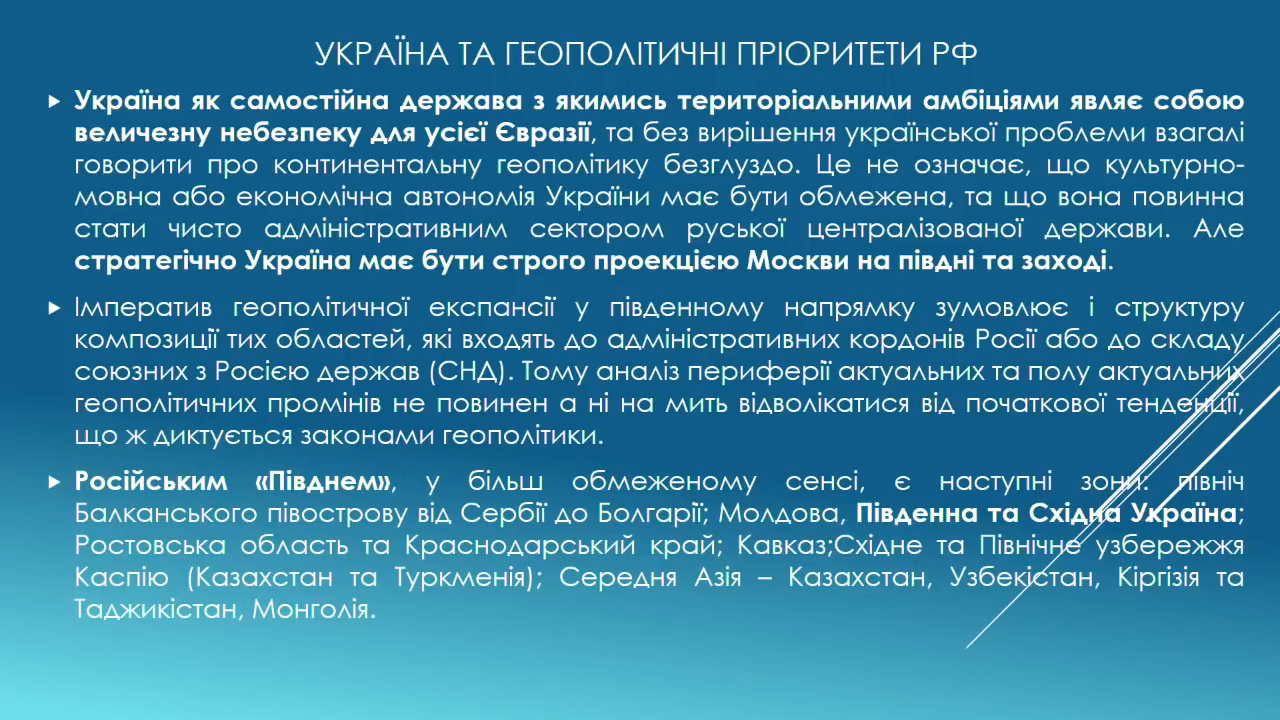 УКРАЇНА ТА ГЕОПОЛІТИЧНІ ПРІОРИТЕТИ РФ
Україна як самостійна держава з якимись територіальними амбіціями являє собою
величезну небезпеку для усієї Євразії, та без вирішення української проблеми взагалі
говорити про континентальну геополітику безглуздо. Це не означає, що культурно-
мовна або економічна автономія України має бути обмежена, та що вона повинна
стати чисто адміністративним сектором руської централізованої держави. Але
стратегічно Україна має бути строго проекцією Москви на півдні та заході.
Імператив геополітичної експансії у південному напрямку зумовлює і структуру
композиції тих областей, які входять до адміністративних кордонів Росії або до складу
союзних з Росією держав (СНД). Тому аналіз периферії актуальних та полу актуальних
геополітичних промінів не повинен а ні на мить відволікатися від початкової тенденції,
що ж диктується законами геополітики.
Російським «Півднем», у більш обмеженому сенсі, є наступні зони: північ
Балканського півострову від Сербії до Болгарії; Молдова, Південна та Східна Україна;
Ростовська область та Краснодарський край; Кавказ;Східне та Північне узбережжя
Каспію (Казахстан та Туркменія); Середня Азія – Казахстан, Узбекістан, Кіргізія та
Таджикістан, Монголія.